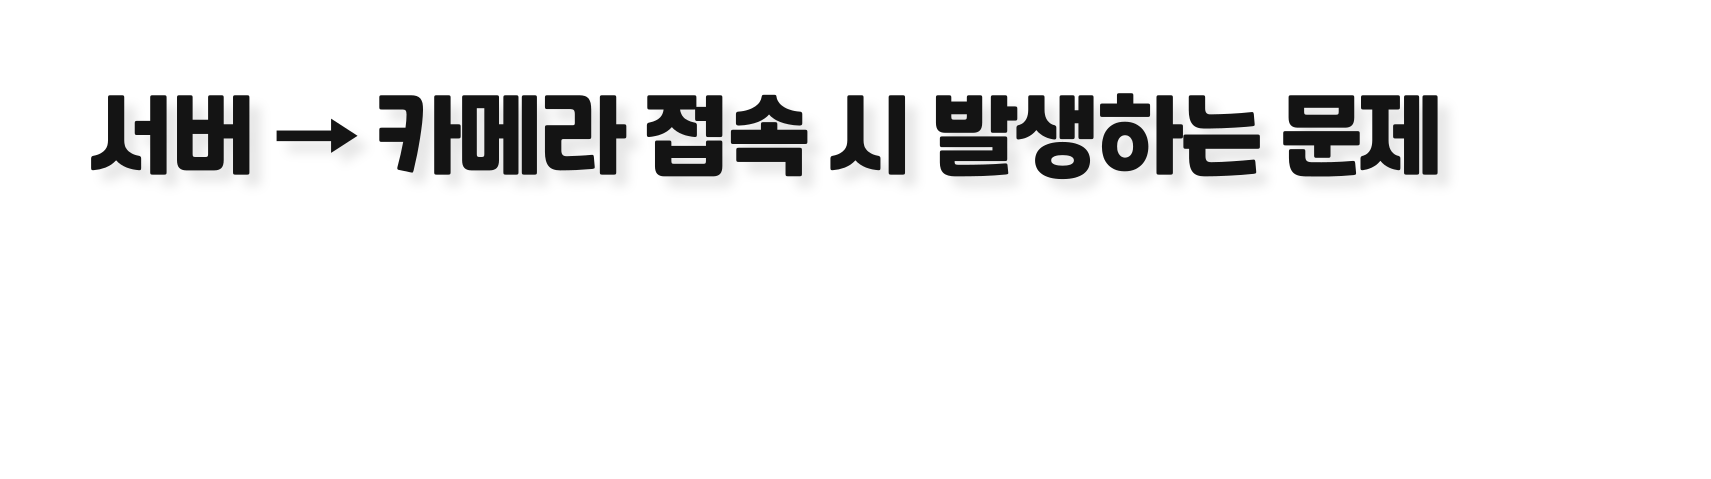 서버 → 카메라 접속 시 발생하는 문제